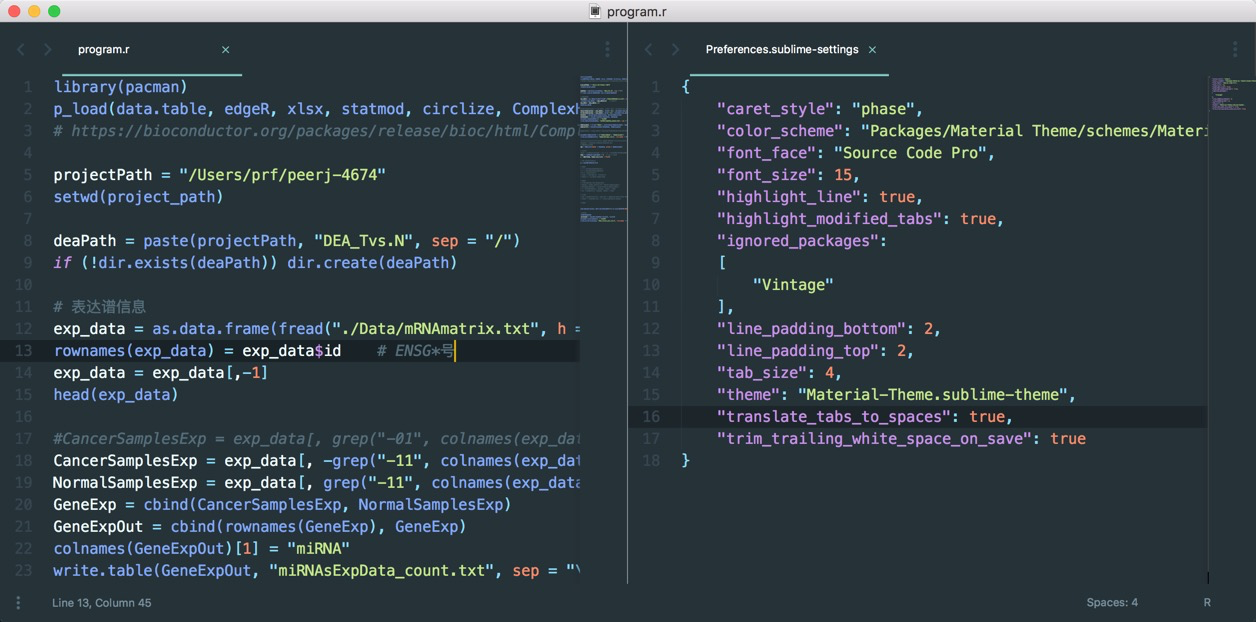 program.r
program.r ×
1 library(pacman)
2 p_load(data.table, edgeR, xlsx, statmod, circlize, Complex
3 # https://bioconductor.org/packages/release/bioc/html/Comp
4
5 projectPath = "/Users/prf/peerj-4674"
6 setwd(project_path)
7
8 deaPath = paste(projectPath, "DEA_Tvs.N", sep = "/")
9 if (!dir.exists(deaPath)) dir.create(deaPath)
10
11 # 表达谱信息
12 exp_data = as.data.frame(fread("./Data/mRNAmatrix.txt", h =
13 rownames(exp_data) = exp_data$id    # ENSG*号
14 exp_data = exp_data[,-1]
15 head(exp_data)
16
17 #CancerSamplesExp = exp_data[, grep("-01", colnames(exp_dat
18 CancerSamplesExp = exp_data[, -grep("-11", colnames(exp_dat
19 NormalSamplesExp = exp_data[, grep("-11", colnames(exp_data
20 GeneExp = cbind(CancerSamplesExp, NormalSamplesExp)
21 GeneExpOut = cbind(rownames(GeneExp), GeneExp)
22 colnames(GeneExpOut)[1] = "miRNA"
23 write.table(GeneExpOut, "miRNAsExpData_count.txt", sep = "\
Preferences.sublime-settings ×
1 {
2     "caret_style": "phase",
3     "color_scheme": "Packages/Material Theme/schemes/Materi
4     "font_face": "Source Code Pro",
5     "font_size": 15,
6     "highlight_line": true,
7     "highlight_modified_tabs": true,
8     "ignored_packages":
9     [
10         "Vintage"
11     ],
12     "line_padding_bottom": 2,
13     "line_padding_top": 2,
14     "tab_size": 4,
15     "theme": "Material-Theme.sublime-theme",
16     "translate_tabs_to_spaces": true,
17     "trim_trailing_white_space_on_save": true
18 }
Line 13, Column 45
Spaces: 4
R